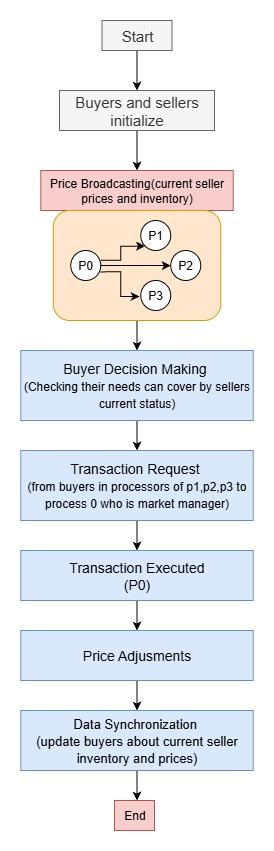 Start
Buyers and sellers
initialize
Price Broadcasting(current seller
prices and inventory)
P1
P0
P2
P3
Buyer Decision Making
(Checking their needs can cover by sellers
current status)
Transaction Request
(from buyers in processors of p1,p2,p3 to
process 0 who is market manager)
Transaction Executed
(P0)
Price Adjusments
Data Synchronization
(update buyers about current seller
inventory and prices)
End